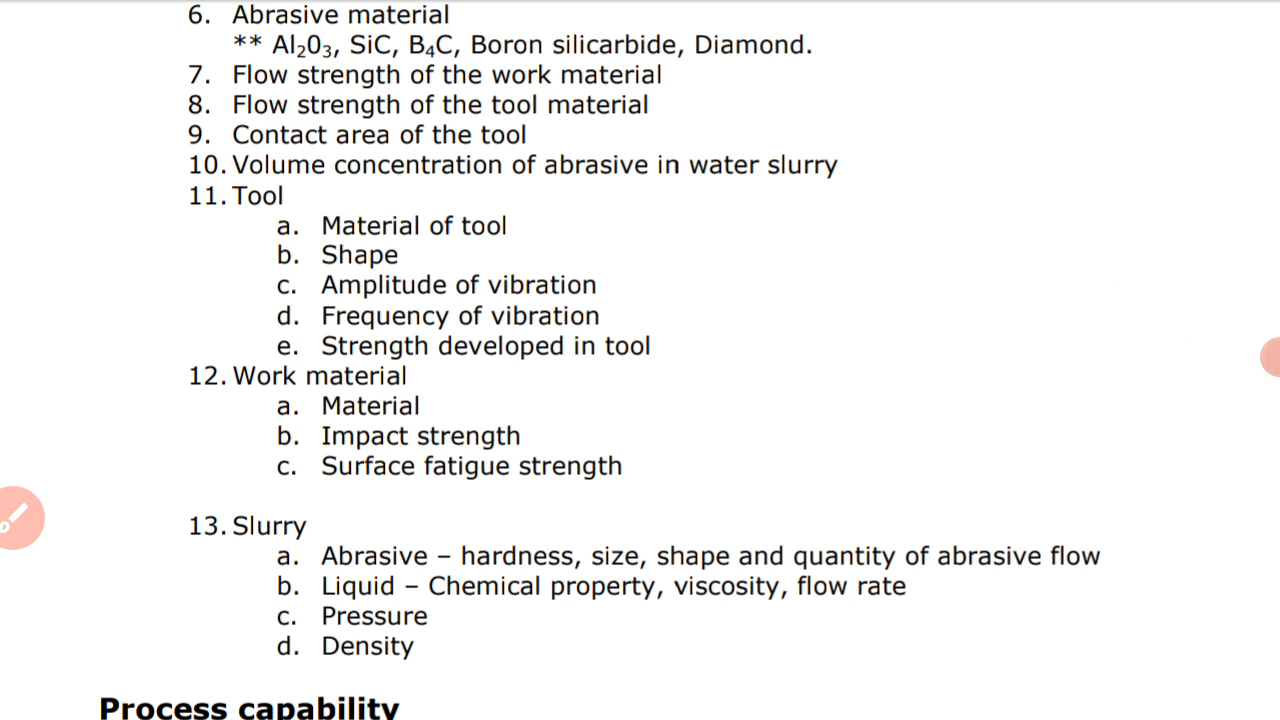 6. Abrasive material
** Al₂0₃, SiC, B₄C, Boron silicarbide, Diamond.
7. Flow strength of the work material
8. Flow strength of the tool material
9. Contact area of the tool
10. Volume concentration of abrasive in water slurry
11. Tool
a. Material of tool
b. Shape
c. Amplitude of vibration
d. Frequency of vibration
e. Strength developed in tool
12. Work material
a. Material
b. Impact strength
c. Surface fatigue strength
13. Slurry
a. Abrasive – hardness, size, shape and quantity of abrasive flow
b. Liquid – Chemical property, viscosity, flow rate
c. Pressure
d. Density
Process capability